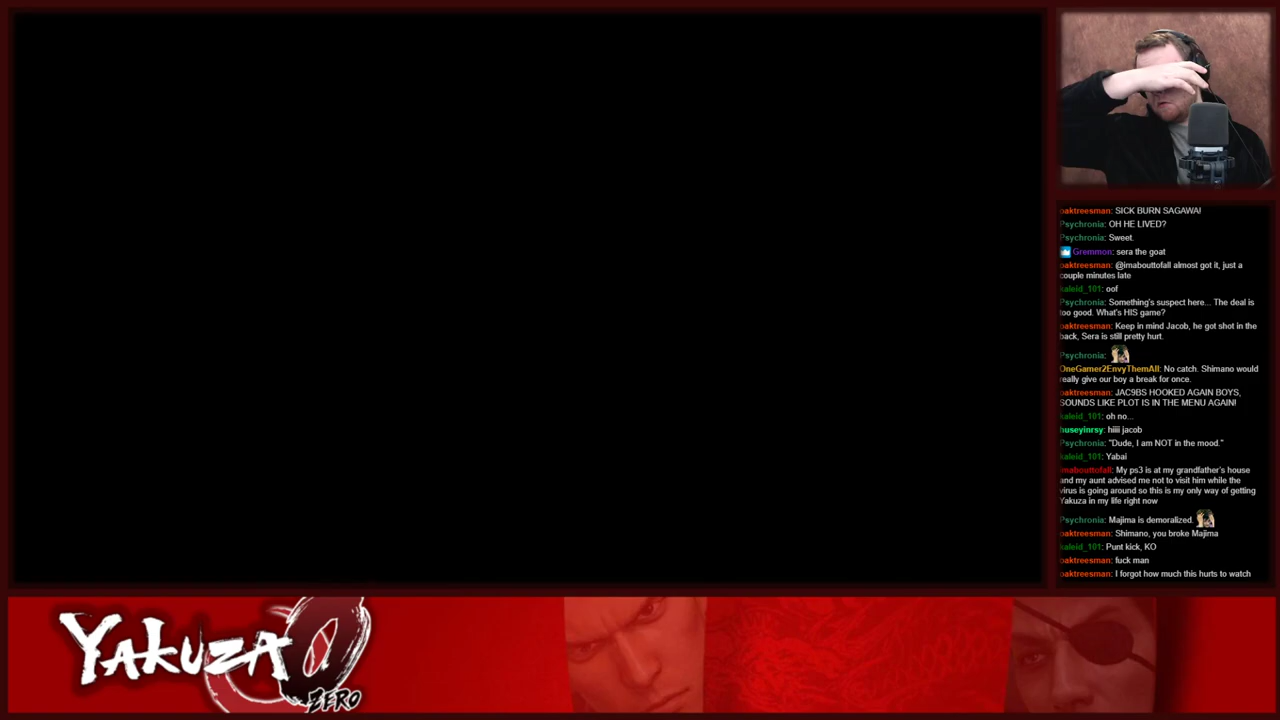 oaktreesman: SICK BURN SAGAWA!
Psychronia: OH HE LIVED?
Psychronia: Sweet.
Gremmon: sera the goat
oaktreesman: @imabouttofall almost got it, just a
couple minutes late
kaleid_101: oof
Psychronia: Something's suspect here... The deal is
too good. What's HIS game?
oaktreesman: Keep in mind Jacob, he got shot in the
back, Sera is still pretty hurt.
Psychronia:
OneGamer2EnvyThemAll: No catch. Shimano would
really give our boy a break for once.
oaktreesman: JAC9BS HOOKED AGAIN BOYS,
SOUNDS LIKE PLOT IS IN THE MENU AGAIN!
kaleid_101: oh no...
huseyinrsy: hiiii jacob
Psychronia: "Dude, I am NOT in the mood."
kaleid_101: Yabai
imabouttofall: My ps3 is at my grandfather's house
and my aunt advised me not to visit him while the
virus is going around so this is my only way of getting
Yakuza in my life right now
Psychronia: Majima is demoralized.
oaktreesman: Shimano, you broke Majima
kaleid_101: Punt kick, KO
oaktreesman: fuck man
oaktreesman: I forgot how much this hurts to watch
YAKUZA 0
ZERO